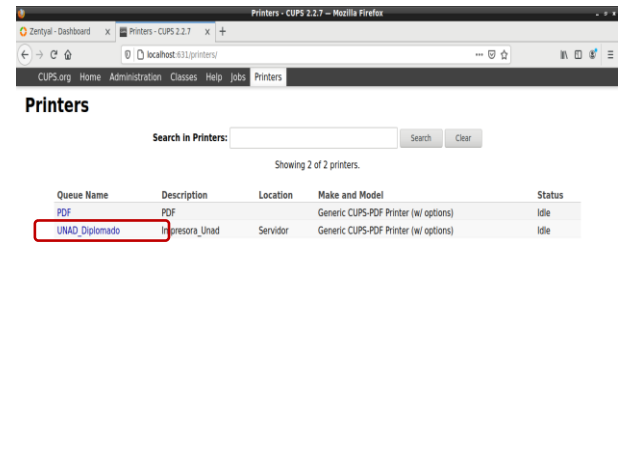 Printers - CUPS 2.2.7 — Mozilla Firefox
Zentyal - Dashboard x Printers - CUPS 2.2.7 x +
localhost:631/printers/
CUPS.org Home Administration Classes Help Jobs Printers
Printers
Search in Printers: Search Clear
Showing 2 of 2 printers.
Queue Name Description Location Make and Model Status
PDF PDF Generic CUPS-PDF Printer (w/ options) Idle
UNAD_Diplomado Impresora_Unad Servidor Generic CUPS-PDF Printer (w/ options) Idle